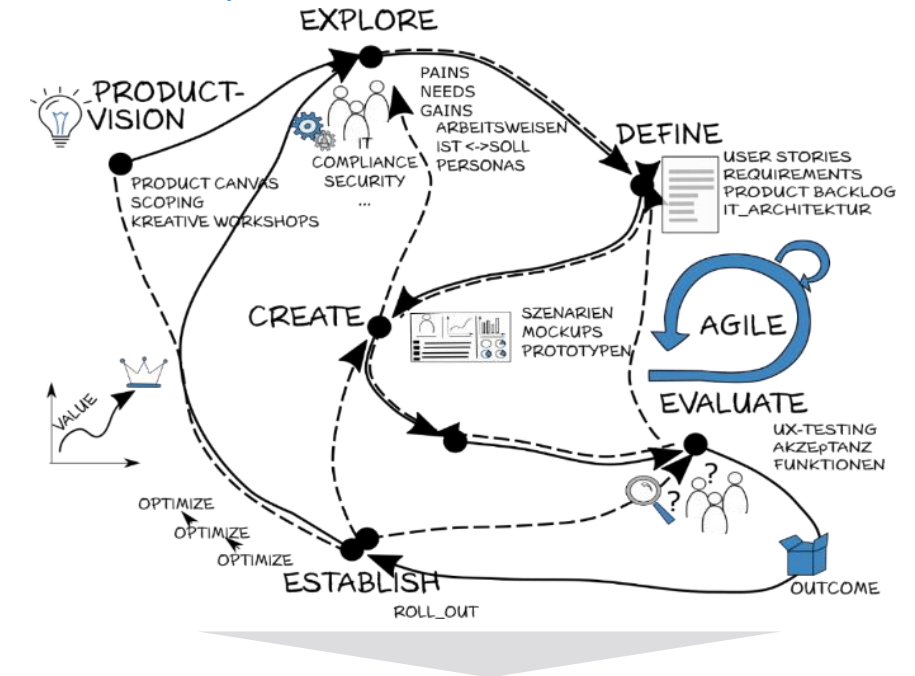 EXPLORE
PRODUCT-
VISION
PRODUCT CANVAS
SCOPING
KREATIVE WORKSHOPS
IT
COMPLIANCE
SECURITY
...
PAINS
NEEDS
GAINS
ARBEITSWEISEN
IST <->SOLL
PERSONAS
DEFINE
USER STORIES
REQUIREMENTS
PRODUCT BACKLOG
IT_ARCHITEKTUR
CREATE
SZENARIEN
MOCKUPS
PROTOTYPEN
AGILE
EVALUATE
UX-TESTING
AKZEpTANZ
FUNKTIONEN
?
?
VALUE
OPTIMIZE
OPTIMIZE
OPTIMIZE
ESTABLISH
ROLL_OUT
OUTCOME